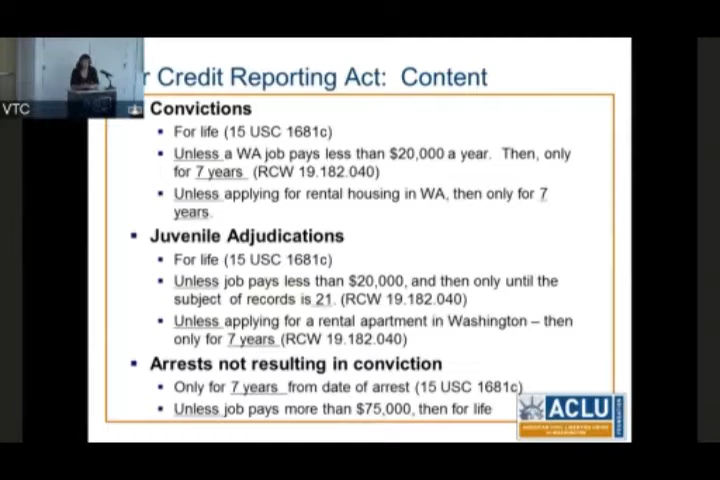 r Credit Reporting Act: Content
VTC
Convictions
▪ For life (15 USC 1681c)
▪ Unless a WA job pays less than $20,000 a year. Then, only
for 7 years (RCW 19.182.040)
▪ Unless applying for rental housing in WA, then only for 7
years.
▪ Juvenile Adjudications
▪ For life (15 USC 1681c)
▪ Unless job pays less than $20,000, and then only until the
subject of records is 21. (RCW 19.182.040)
▪ Unless applying for a rental apartment in Washington – then
only for 7 years (RCW 19.182.040)
▪ Arrests not resulting in conviction
▪ Only for 7 years from date of arrest (15 USC 1681c)
▪ Unless job pays more than $75,000, then for life
ACLU
FOUNDATION